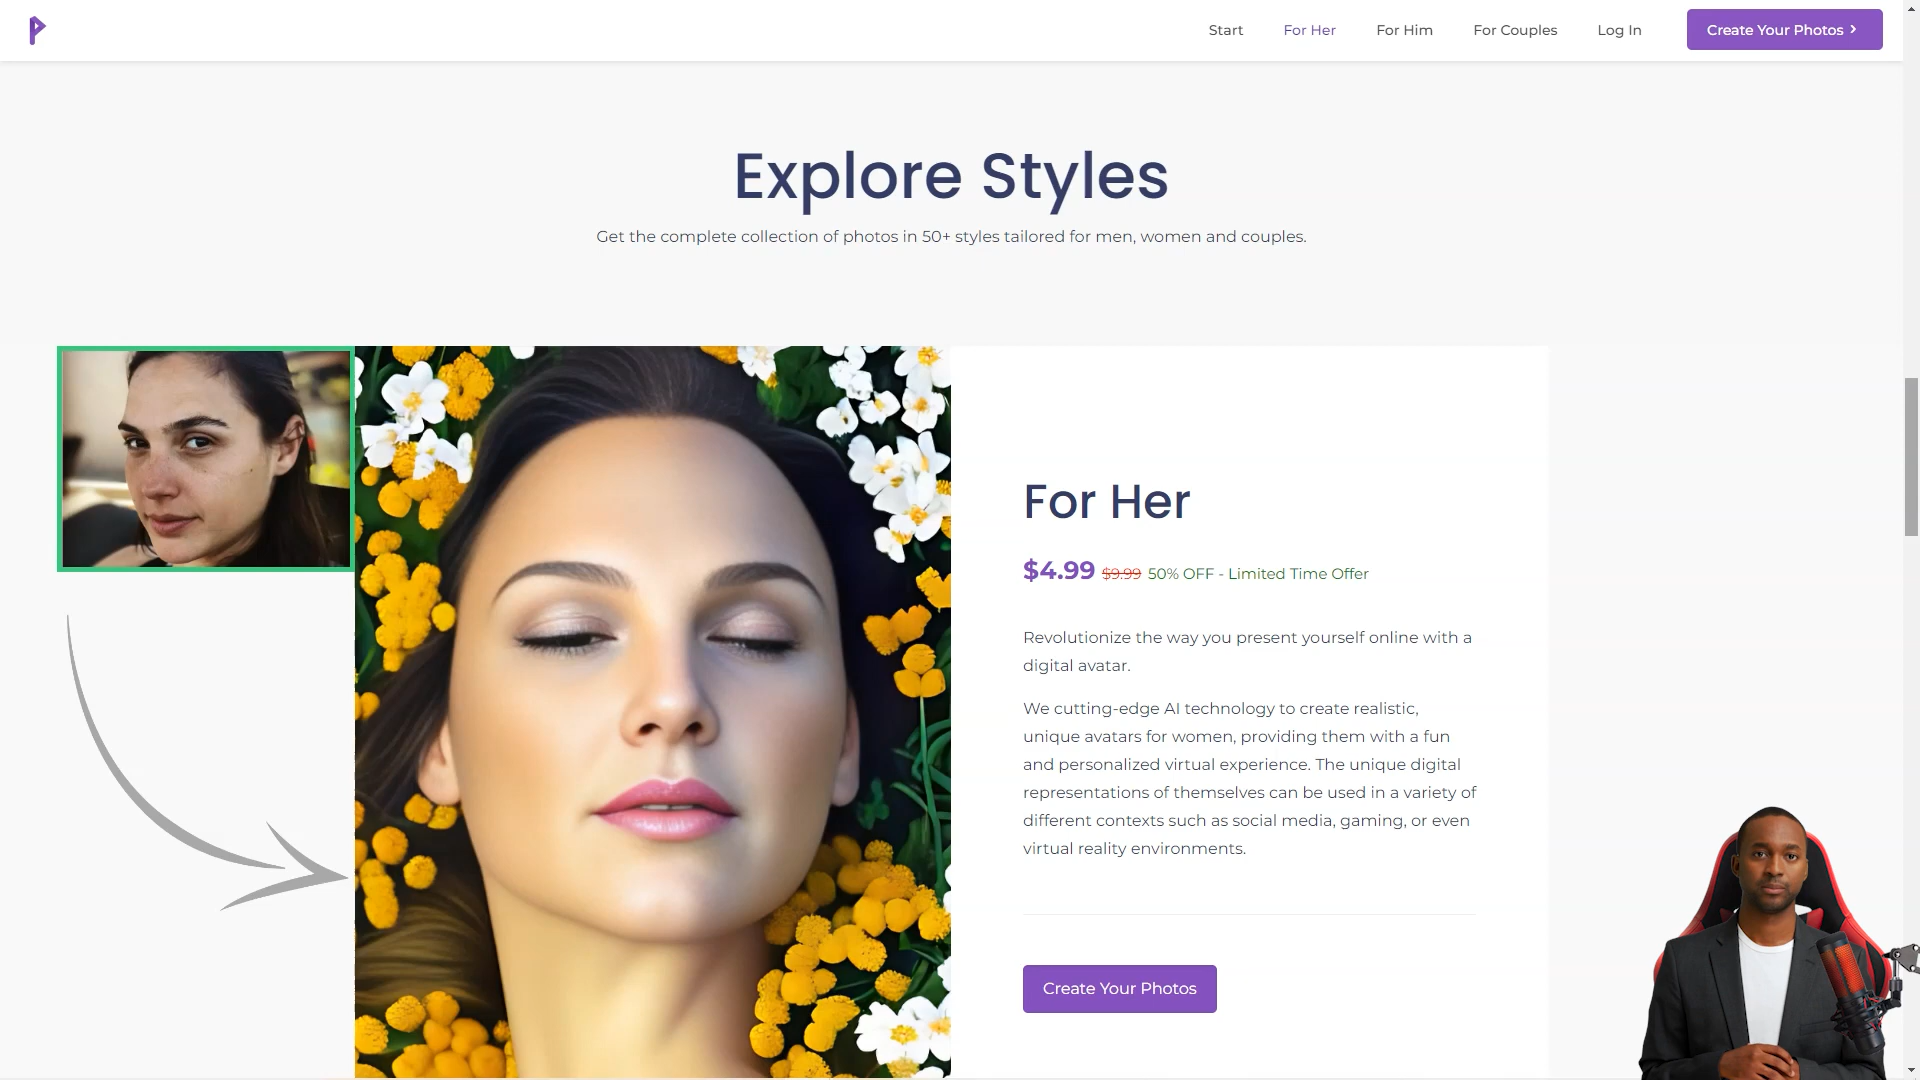 Start
For Her
For Him
For Couples
Log In
Create Your Photos
Explore Styles
Get the complete collection of photos in 50+ styles tailored for men, women and couples.
For Her
$4.99 $9.99 50% OFF - Limited Time Offer
Revolutionize the way you present yourself online with a
digital avatar.
We cutting-edge AI technology to create realistic,
unique avatars for women, providing them with a fun
and personalized virtual experience. The unique digital
representations of themselves can be used in a variety of
different contexts such as social media, gaming, or even
virtual reality environments.
Create Your Photos